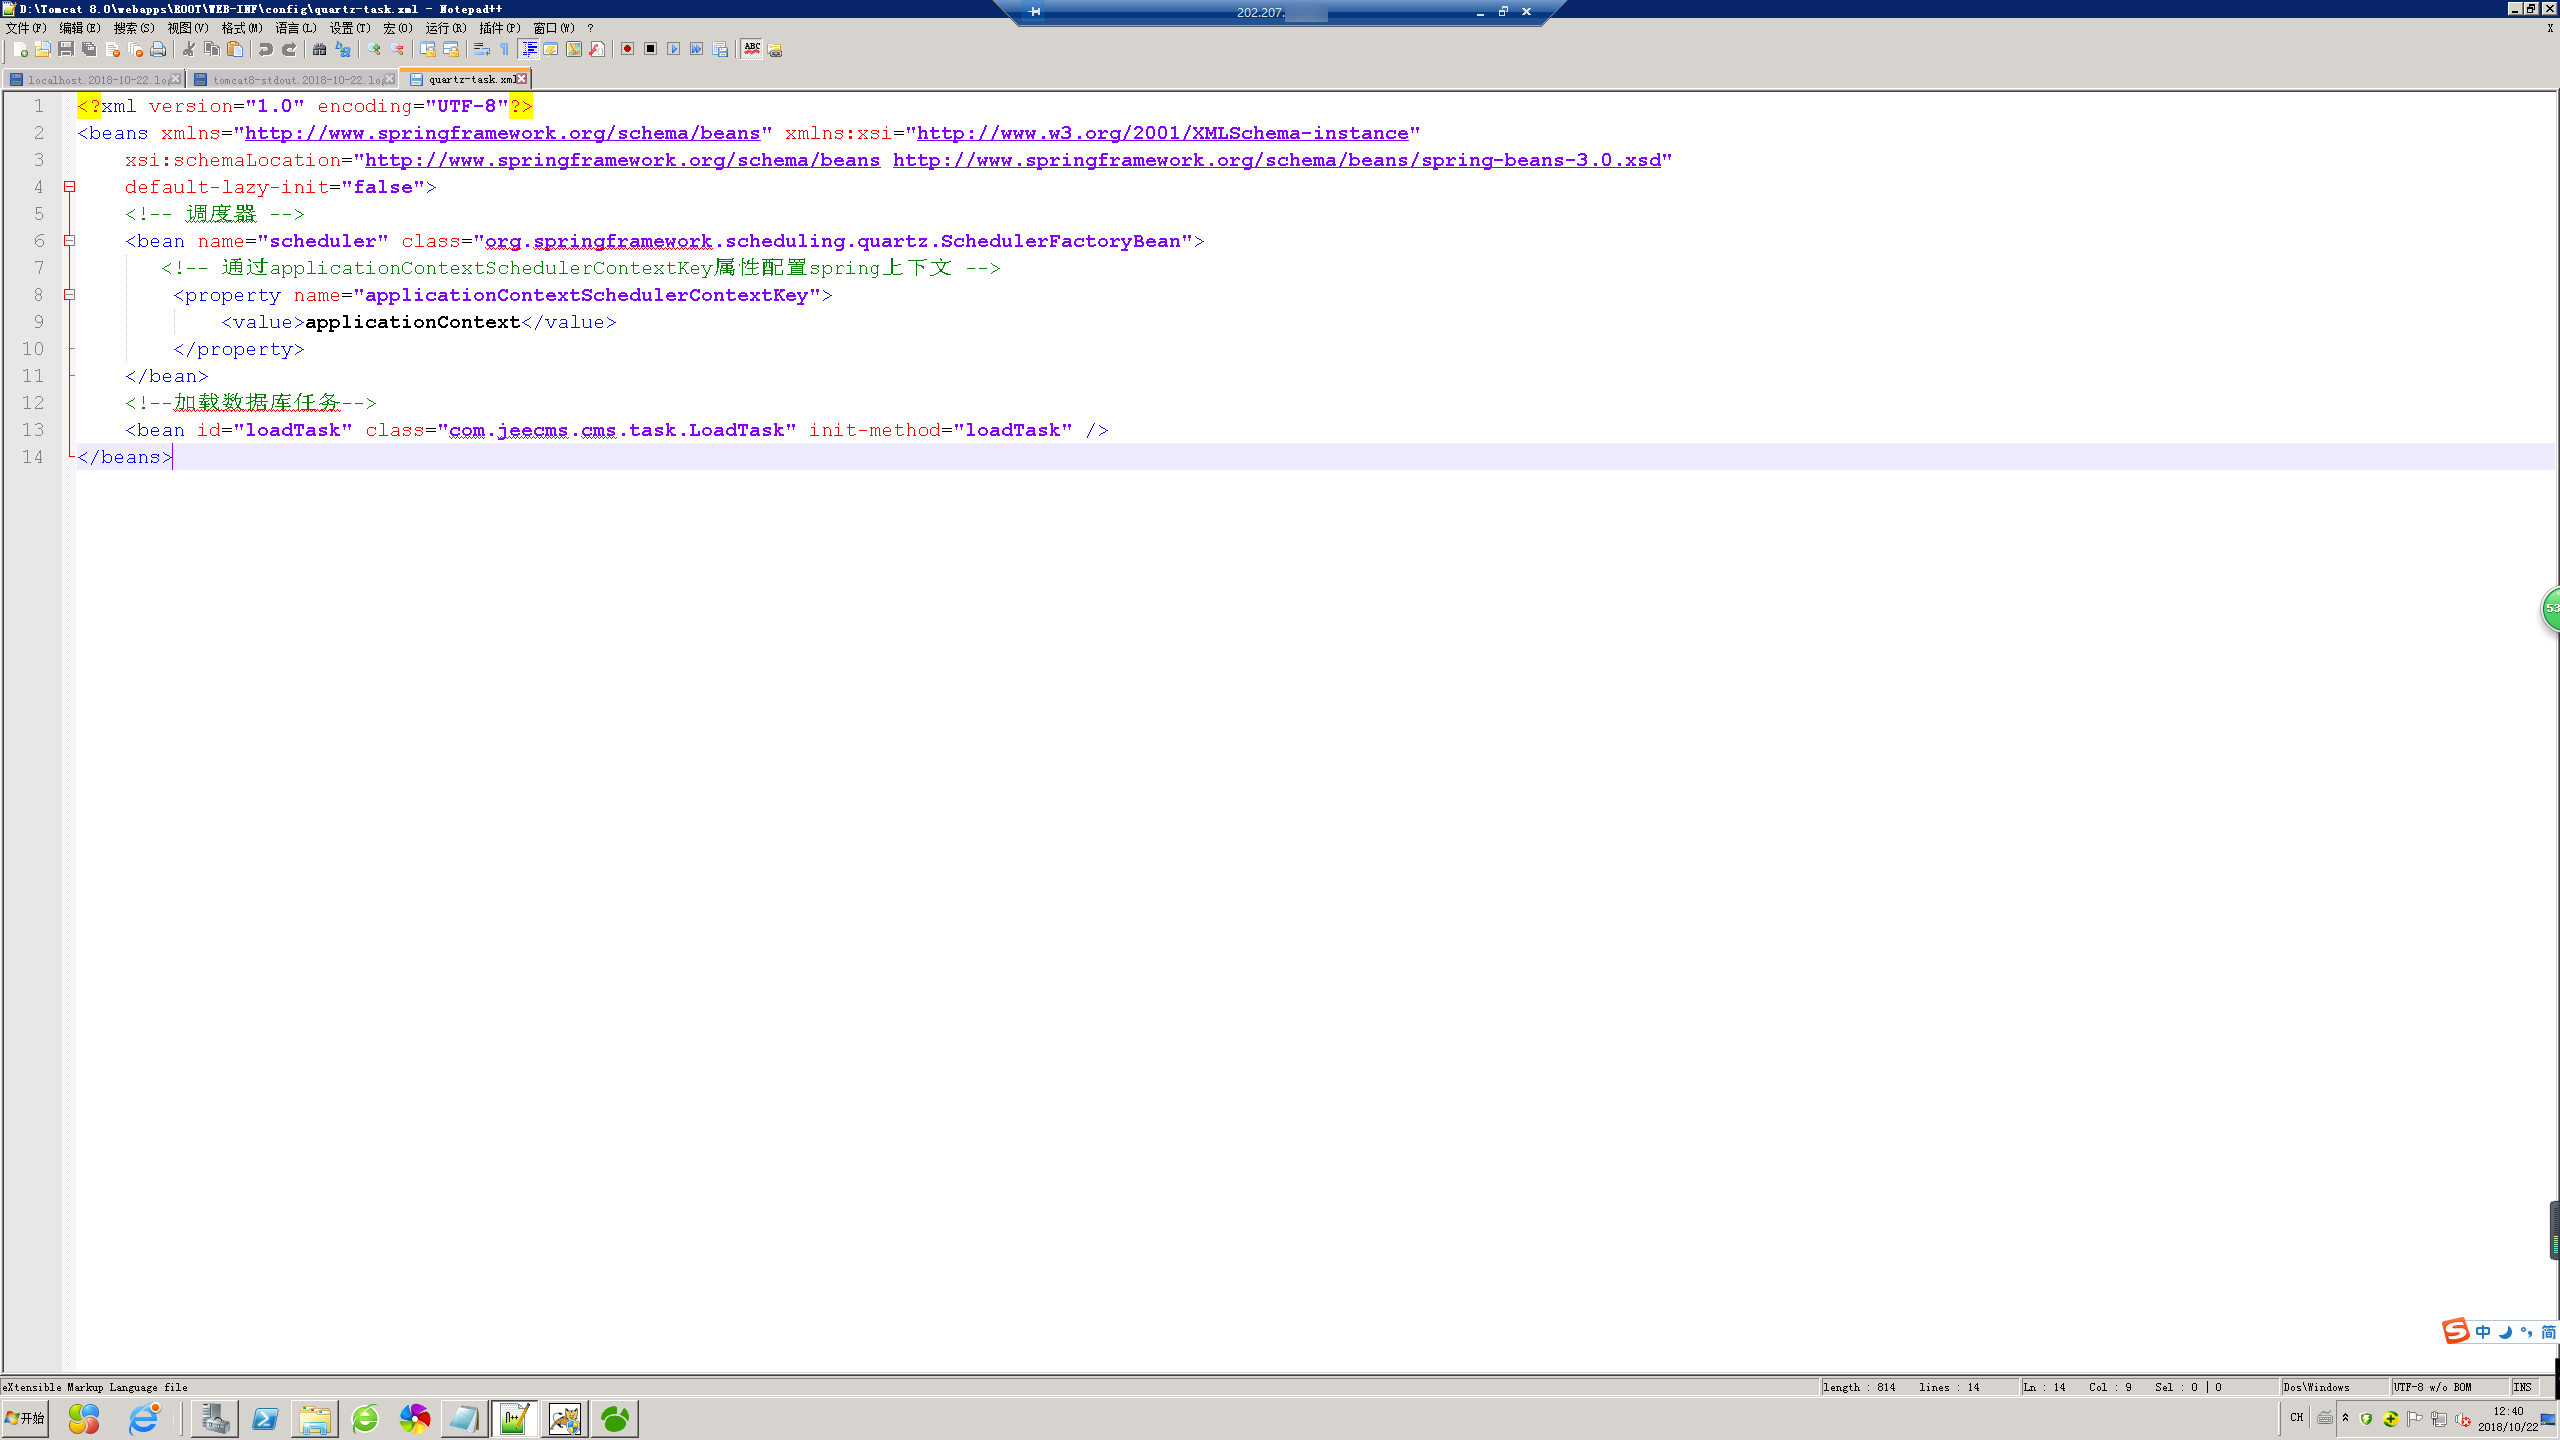 D:\Tomcat 8.0\webapps\ROOT\WEB-INF\config\quartz-task.xml - Notepad++
202.207.
文件(F) 编辑(E) 搜索(S) 视图(V) 格式(M) 语言(L) 设置(T) 宏(O) 运行(R) 插件(P) 窗口(W) ?
X
ABC
localhost.2018-10-22.log tomcat8-stdout.2018-10-22.log quartz-task.xml
1 <?xml version="1.0" encoding="UTF-8"?>
2 <beans xmlns="http://www.springframework.org/schema/beans" xmlns:xsi="http://www.w3.org/2001/XMLSchema-instance"
3 xsi:schemaLocation="http://www.springframework.org/schema/beans http://www.springframework.org/schema/beans/spring-beans-3.0.xsd"
4 default-lazy-init="false">
5 <!-- 调度器 -->
6 <bean name="scheduler" class="org.springframework.scheduling.quartz.SchedulerFactoryBean">
7 <!-- 通过applicationContextSchedulerContextKey属性配置spring上下文 -->
8 <property name="applicationContextSchedulerContextKey">
9 <value>applicationContext</value>
10 </property>
11 </bean>
12 <!--加载数据库任务-->
13 <bean id="loadTask" class="com.jeecms.cms.task.LoadTask" init-method="loadTask" />
14 </beans>
53
中 简
eXtensible Markup Language file length : 814 lines : 14 Ln : 14 Col : 9 Sel : 0 | 0 Dos\Windows UTF-8 w/o BOM INS
开始
CH
12:40
2018/10/22